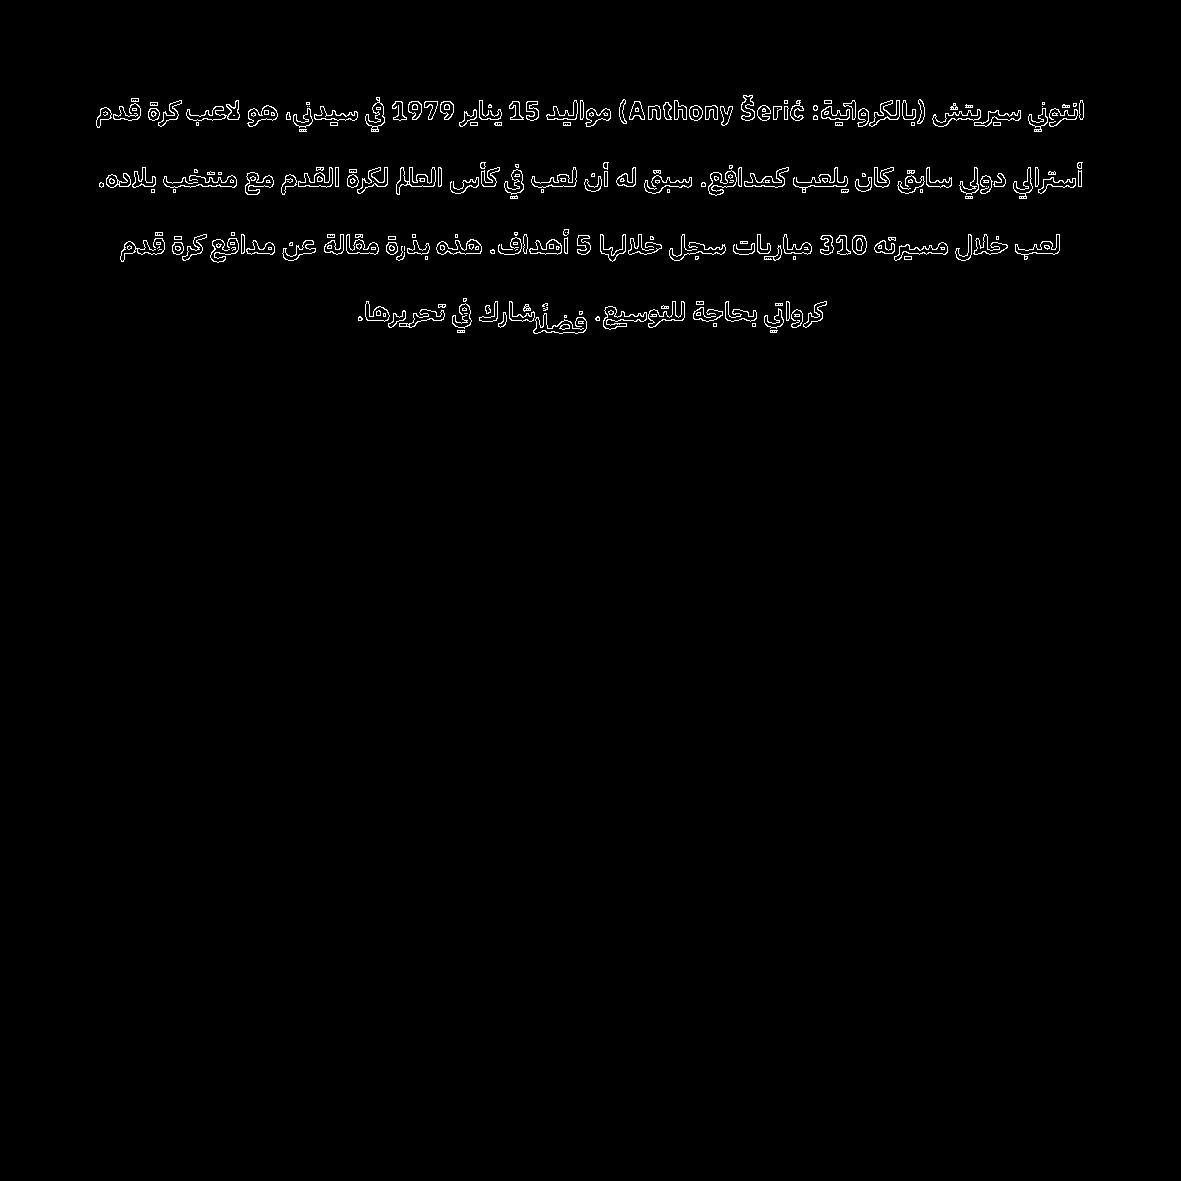 انتوني سيريتش (بالكرواتية: Anthony Šerić) مواليد 15 يناير 1979 في سيدني، هو لاعب كرة قدم
أسترالي دولي سابق كان يلعب كمدافع. سبق له أن لعب في كأس العالم لكرة القدم مع منتخب بلاده.
لعب خلال مسيرته 310 مباريات سجل خلالها 5 أهداف. هذه بذرة مقالة عن مدافع كرة قدم
كرواتي بحاجة للتوسيع. فضلًا شارك في تحريرها.